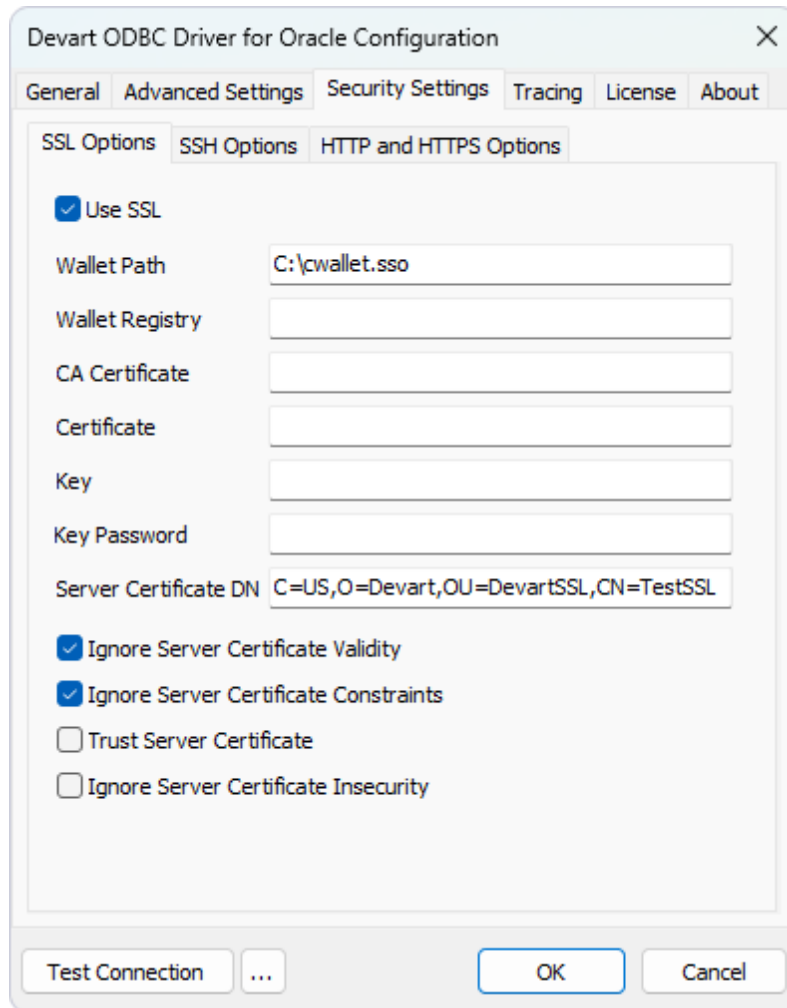 Devart ODBC Driver for Oracle Configuration
General Advanced Settings Security Settings Tracing License About
SSL Options SSH Options HTTP and HTTPS Options
Use SSL
Wallet Path C:\cwallet.sso
Wallet Registry
CA Certificate
Certificate
Key
Key Password
Server Certificate DN C=US,O=Devart,OU=DevartSSL,CN=TestSSL
Ignore Server Certificate Validity
Ignore Server Certificate Constraints
Trust Server Certificate
Ignore Server Certificate Insecurity
Test Connection ... OK Cancel